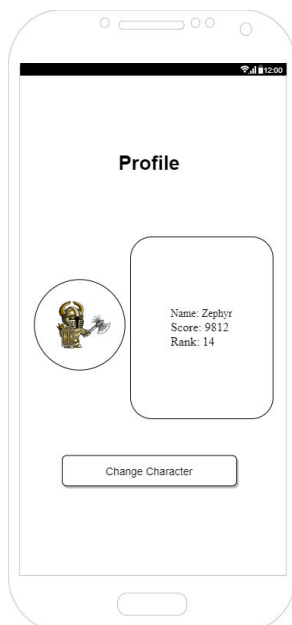 12:00
Profile
Name: Zephyr
Score: 9812
Rank: 14
Change Character